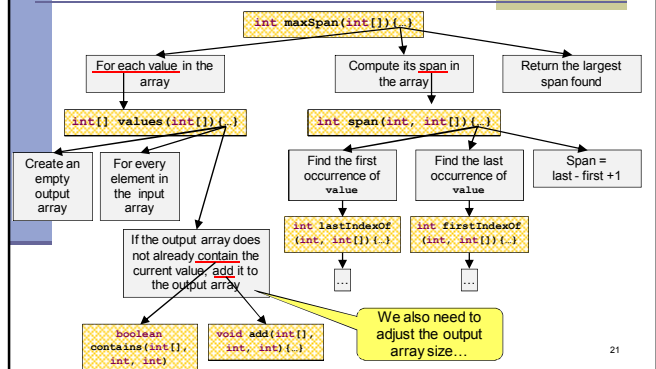 int maxSpan(int[]){…}
For each value in the
array
Compute its span in
the array
Return the largest
span found
int[] values(int[]){…}
int span(int, int[]){…}
Create an
empty
output
array
For every
element in
the input
array
Find the first
occurrence of
value
Find the last
occurrence of
value
Span =
last - first +1
int lastIndexOf
(int, int[]){…}
int firstIndexOf
(int, int[]){…}
If the output array does
not already contain the
current value, add it to
the output array
…
…
boolean
contains(int[],
int, int)
void add(int[],
int, int){…}
We also need to
adjust the output
array size…
21